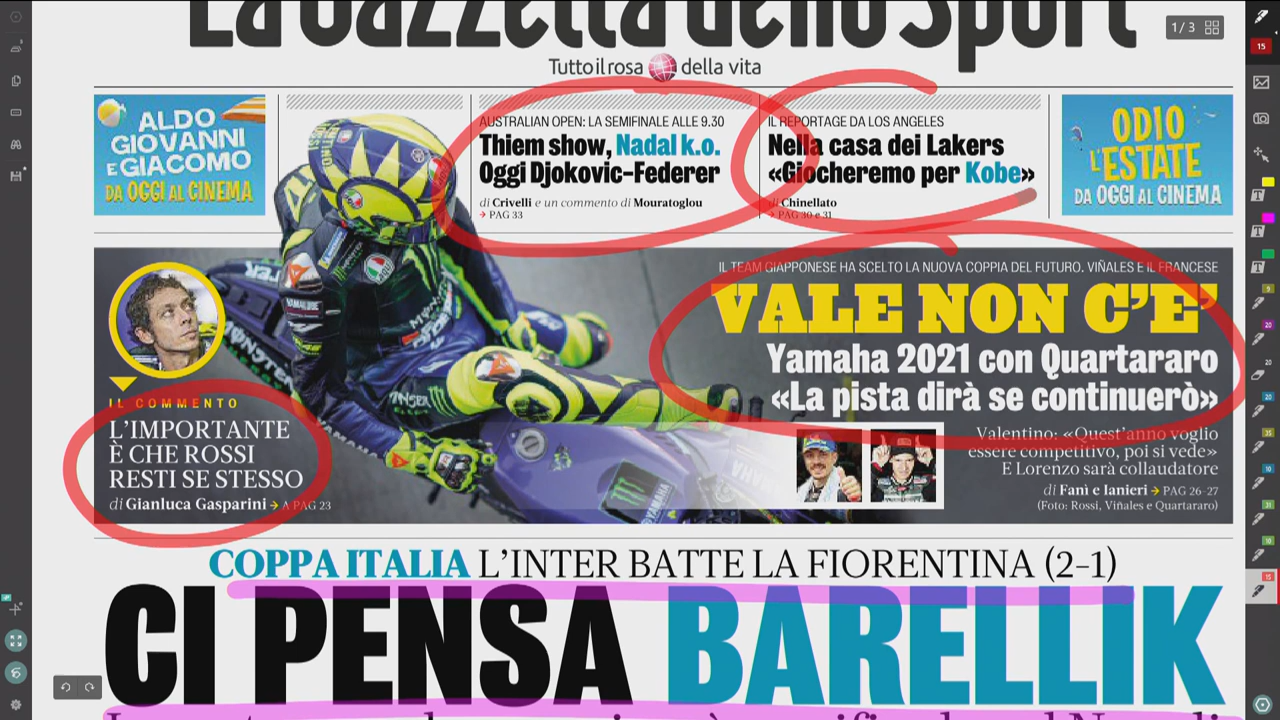 La Gazzetta dello Sport
1 / 3
Tutto il rosa della vita
ALDO
GIOVANNI
E GIACOMO
DA OGGI AL CINEMA
AUSTRALIAN OPEN: LA SEMIFINALE ALLE 9.30
Thiem show, Nadal k.o.
Oggi Djokovic-Federer
di Crivelli e un commento di Mouratoglou
→ PAG 33
IL REPORTAGE DA LOS ANGELES
Nella casa dei Lakers
«Giocheremo per Kobe»
di Chinellato
→ PAG 30 e 31
ODIO
L'ESTATE
DA OGGI AL CINEMA
IL TEAM GIAPPONESE HA SCELTO LA NUOVA COPPIA DEL FUTURO. VIÑALES E IL FRANCESE
VALE NON C'E'
Yamaha 2021 con Quartararo
«La pista dirà se continuerò»
Valentino: «Quest'anno voglio
essere competitivo, poi si vede»
E Lorenzo sarà collaudatore
di Fanì e Ianieri → PAG 26-27
(Foto: Rossi, Viñales e Quartararo)
IL COMMENTO
L'IMPORTANTE
È CHE ROSSI
RESTI SE STESSO
di Gianluca Gasparini → A PAG 23
MONSTER
YAMAHA
COPPA ITALIA L'INTER BATTE LA FIORENTINA (2-1)
CI PENSA BARELLIK